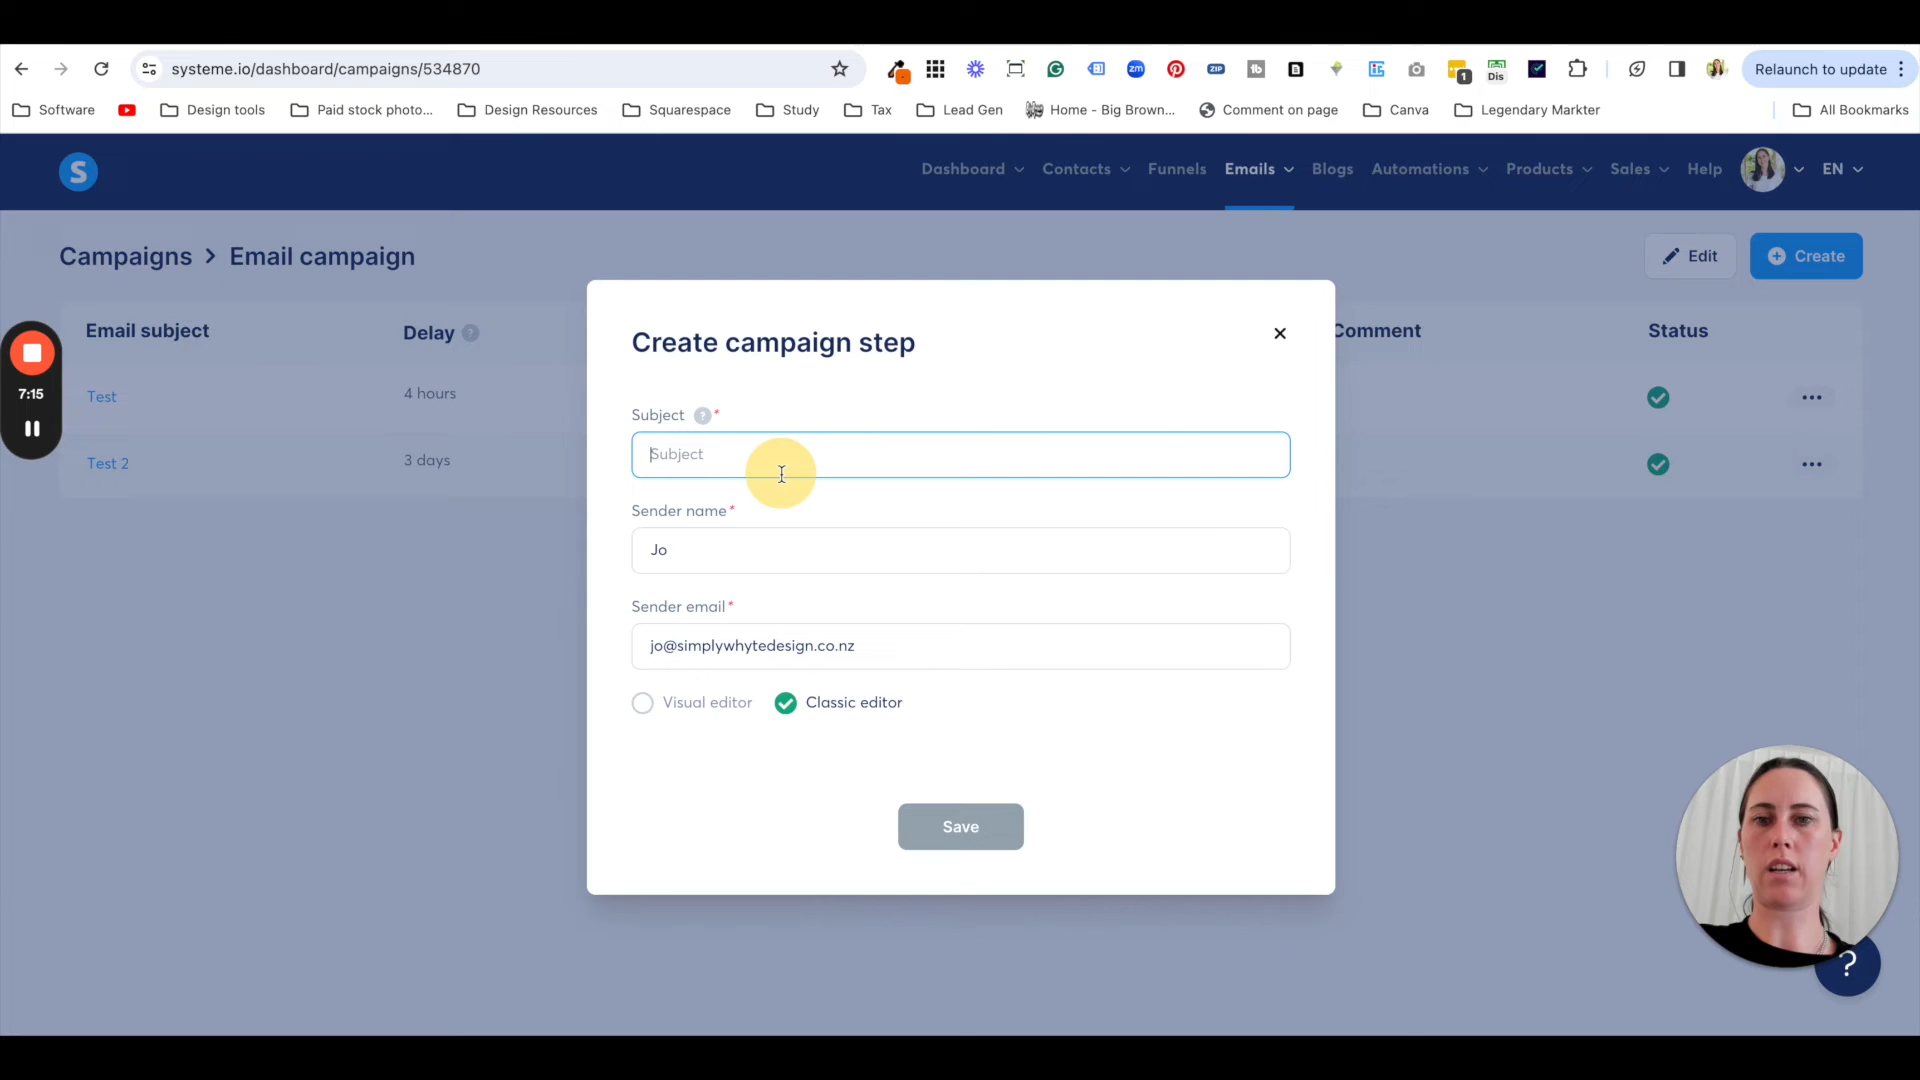 systeme.io/dashboard/campaigns/534870
ZIP
1
Dis
Relaunch to update
Software
Design tools
Paid stock photo...
Design Resources
Squarespace
Study
Tax
Lead Gen
Home - Big Brown...
Comment on page
Canva
Legendary Markter
All Bookmarks
S
Dashboard
Contacts
Funnels
Emails
Blogs
Automations
Products
Sales
Help
EN
Campaigns > Email campaign
Edit
Create
Email subject
Delay ?
Comment
Status
Test
4 hours
Test 2
3 days
7:15
Create campaign step
Subject ? *
Subject
Sender name *
Jo
Sender email *
jo@simplywhytedesign.co.nz
Visual editor
Classic editor
Save
?